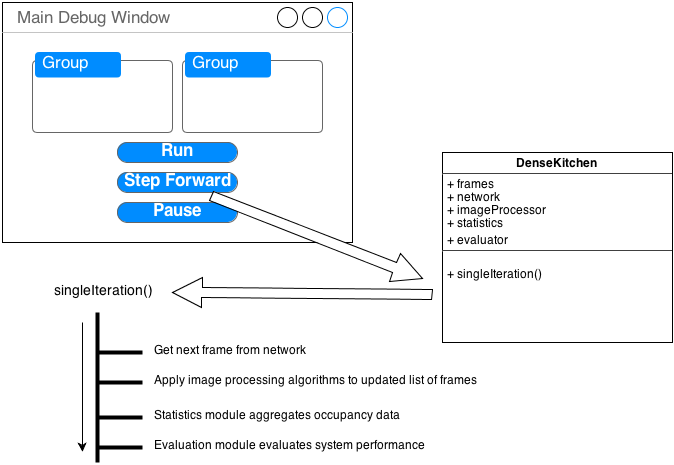 Main Debug Window
Group
Group
Run
Step Forward
Pause
DenseKitchen
+ frames
+ network
+ imageProcessor
+ statistics
+ evaluator
+ singleIteration()
singleIteration()
Get next frame from network
Apply image processing algorithms to updated list of frames
Statistics module aggregates occupancy data
Evaluation module evaluates system performance